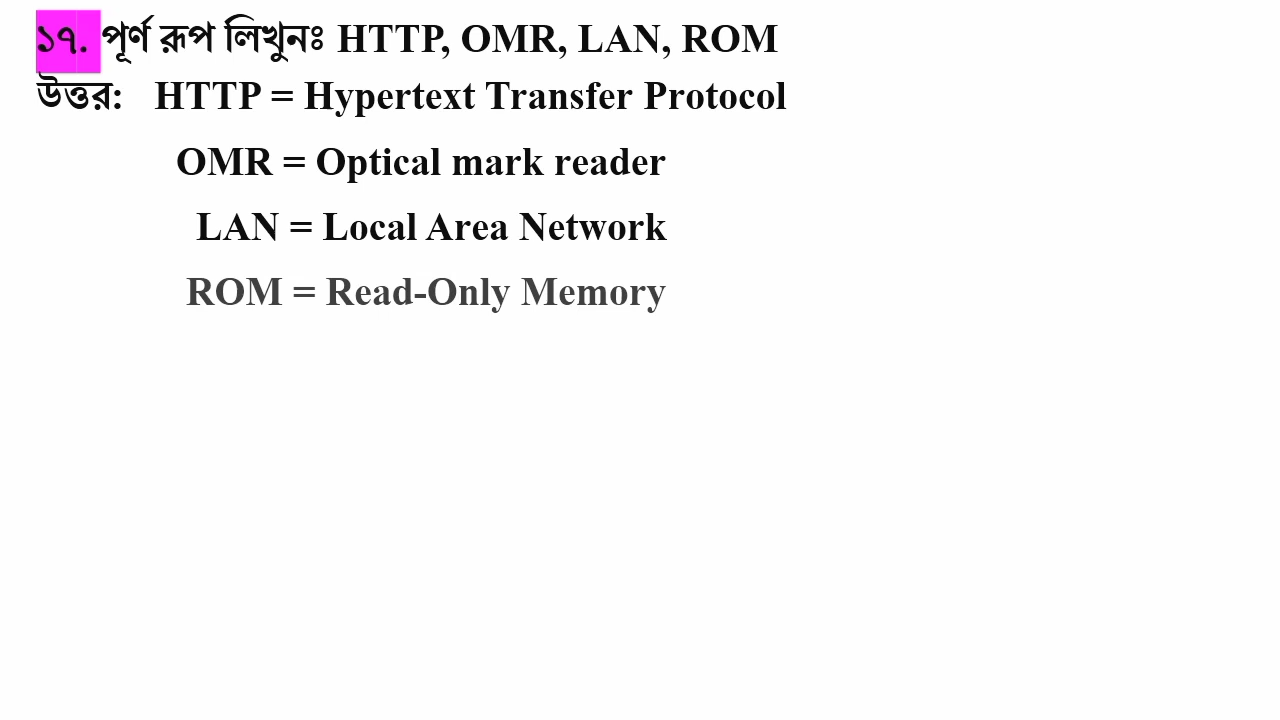 ১৭. পূর্ণ রূপ লিখুনঃ HTTP, OMR, LAN, ROM
উত্তর: HTTP = Hypertext Transfer Protocol
OMR = Optical mark reader
LAN = Local Area Network
ROM = Read-Only Memory